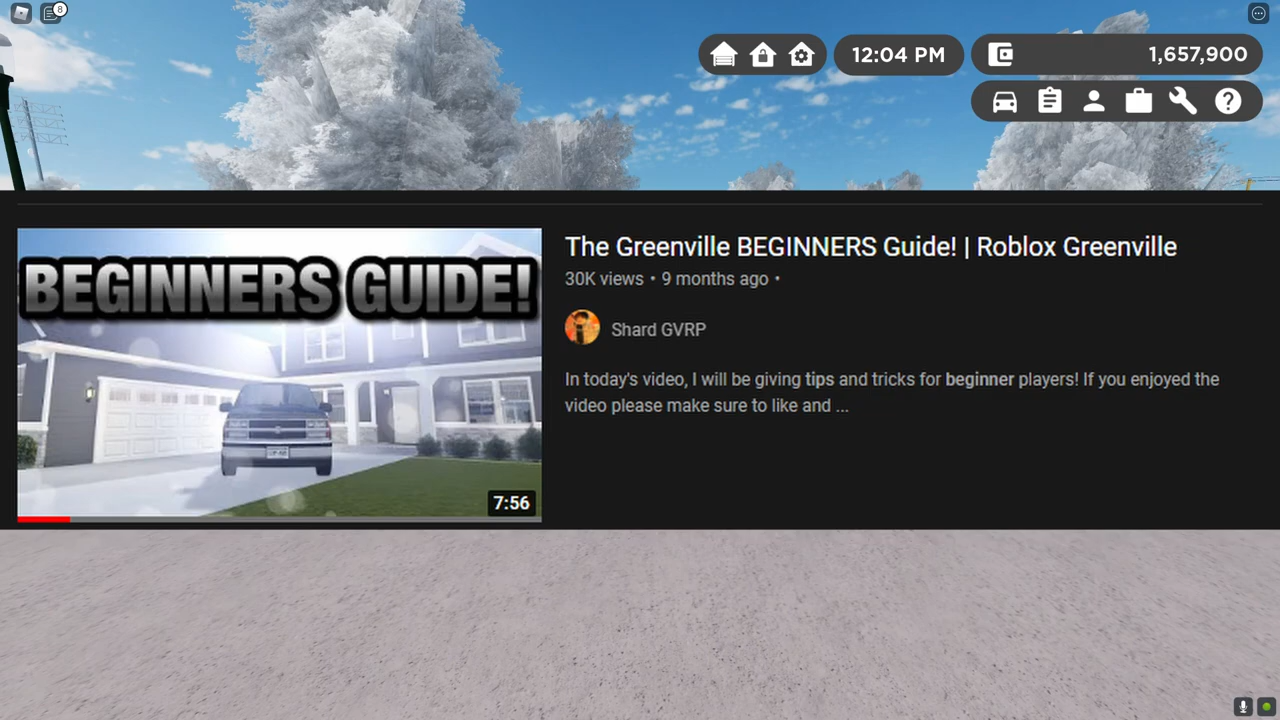 8
12:04 PM
1,657,900
BEGINNERS GUIDE!
7:56
The Greenville BEGINNERS Guide! | Roblox Greenville
30K views • 9 months ago •
Shard GVRP
In today's video, I will be giving tips and tricks for beginner players! If you enjoyed the
video please make sure to like and ...